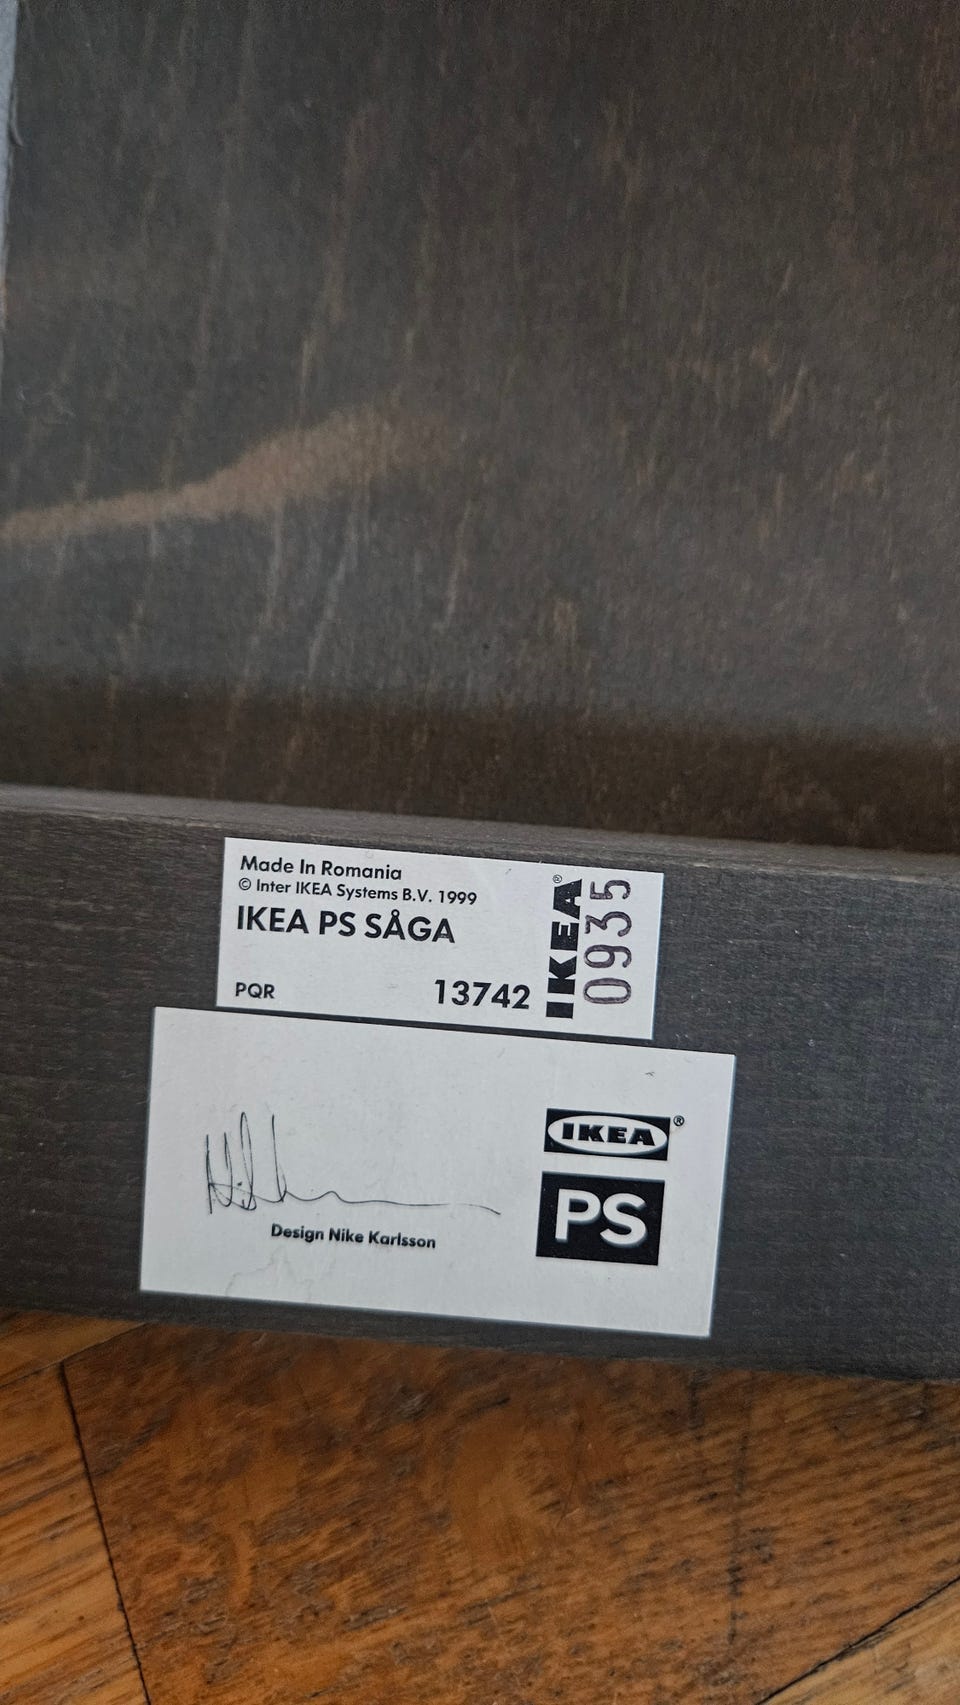 Made In Romania
© Inter IKEA Systems B.V. 1999
IKEA PS SÅGA
PQR 13742
IKEA®
0935
IKEA®
PS
Design Nike Karlsson